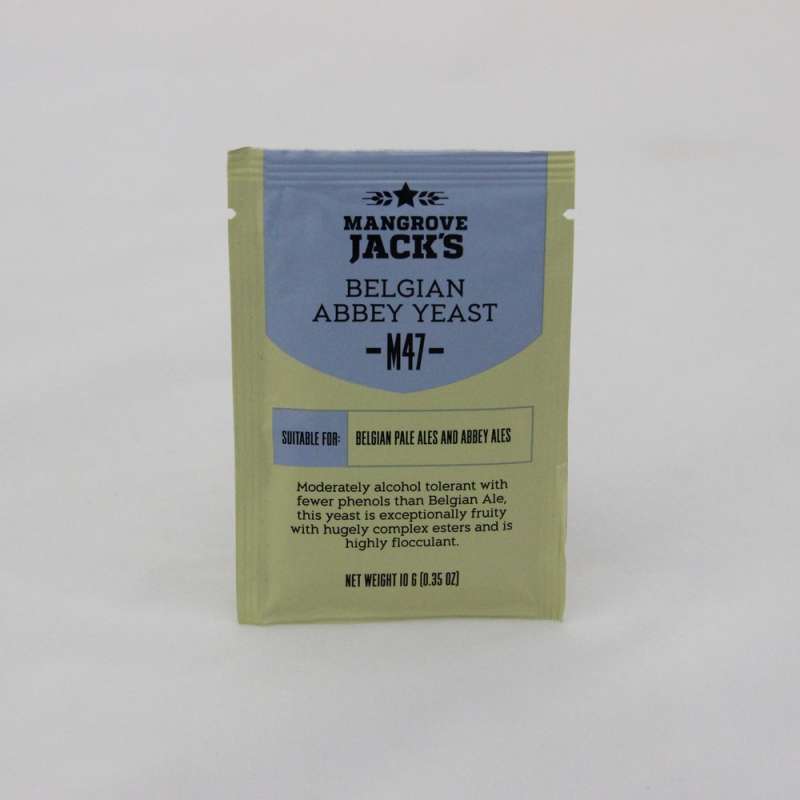 MANGROVE
JACK'S
BELGIAN
ABBEY YEAST
-M47-
SUITABLE FOR: BELGIAN PALE ALES AND ABBEY ALES
Moderately alcohol tolerant with
fewer phenols than Belgian Ale,
this yeast is exceptionally fruity
with hugely complex esters and is
highly flocculant.
NET WEIGHT 10 G (0.35 OZ)